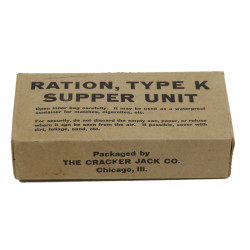 RATION, TYPE K
SUPPER UNIT
Open inner bag carefully. It may be used as a waterproof
container for matches, cigarettes, etc.
For security, do not discard the empty can, paper, or refuse
where it can be seen from the air. If possible, cover with
dirt, foliage, sand, etc.
Packaged by
THE CRACKER JACK CO.
Chicago, Ill.